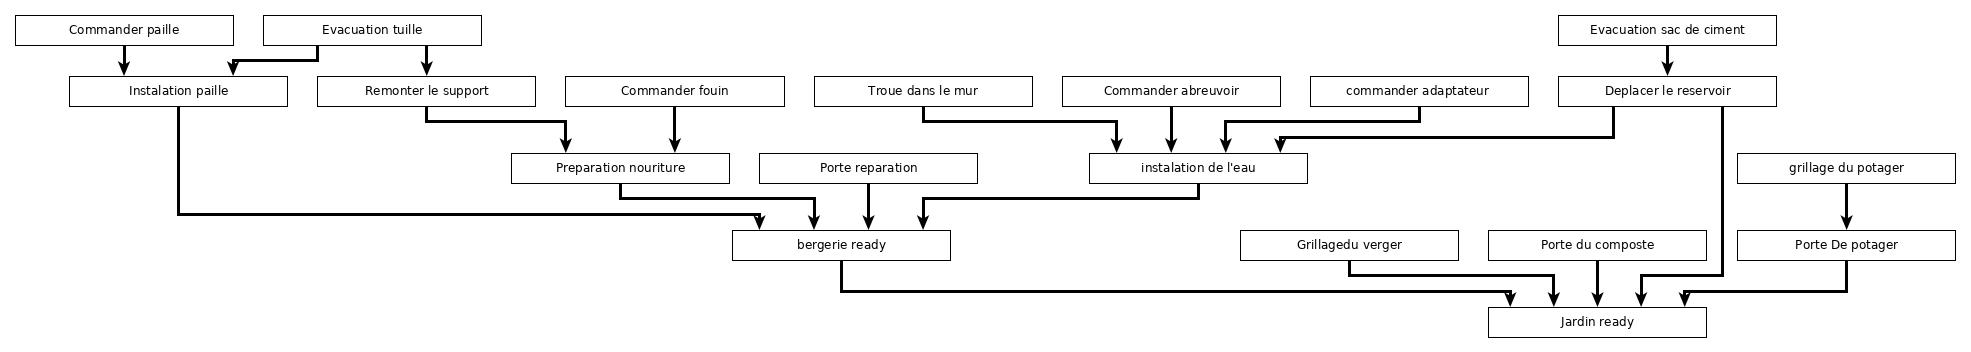 Commander paille
Evacuation tuille
Evacuation sac de ciment
Instalation paille
Remonter le support
Commander fouin
Troue dans le mur
Commander abreuvoir
commander adaptateur
Deplacer le reservoir
Preparation nouriture
Porte reparation
instalation de l'eau
grillage du potager
bergerie ready
Grillagedu verger
Porte du composte
Porte De potager
Jardin ready